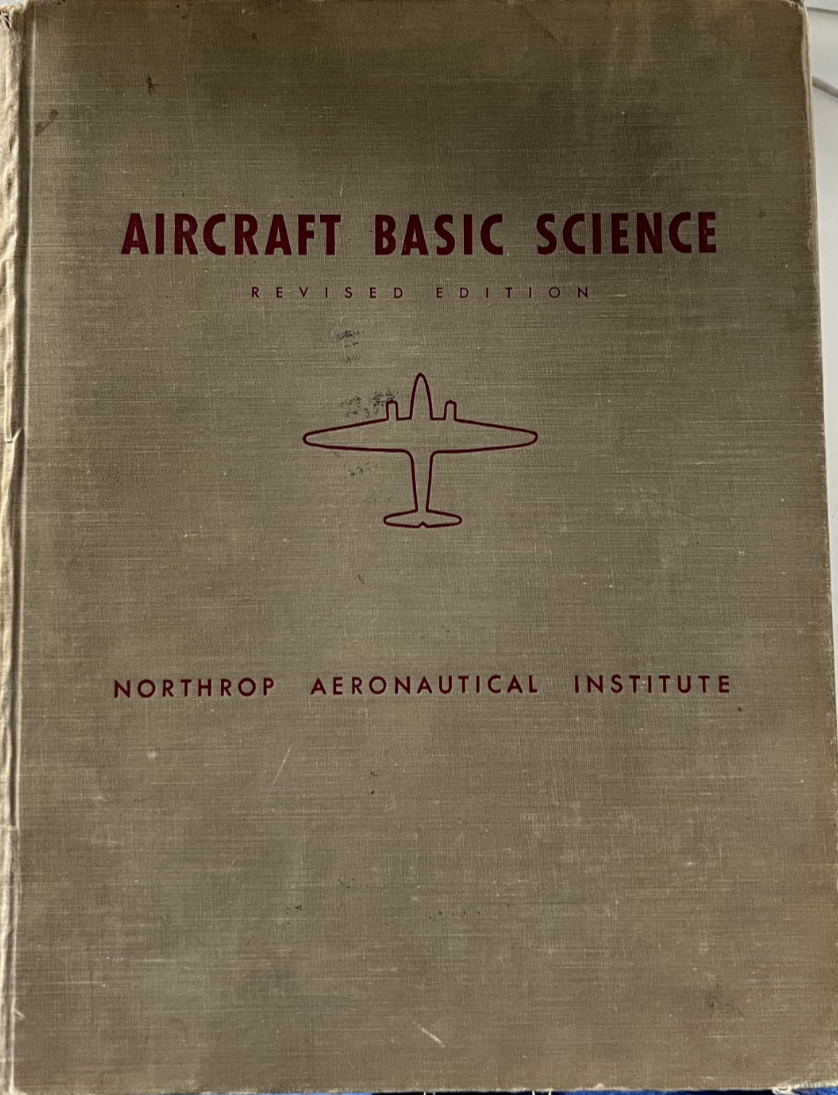 AIRCRAFT BASIC SCIENCE
REVISED EDITION
NORTHROP AERONAUTICAL INSTITUTE